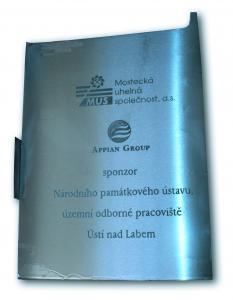 Mostecká
uhelná
společnost, a.s.
MUS
APPIAN GROUP
sponzor
Národního památkového ústavu,
územní odborné pracoviště
Ústí nad Labem